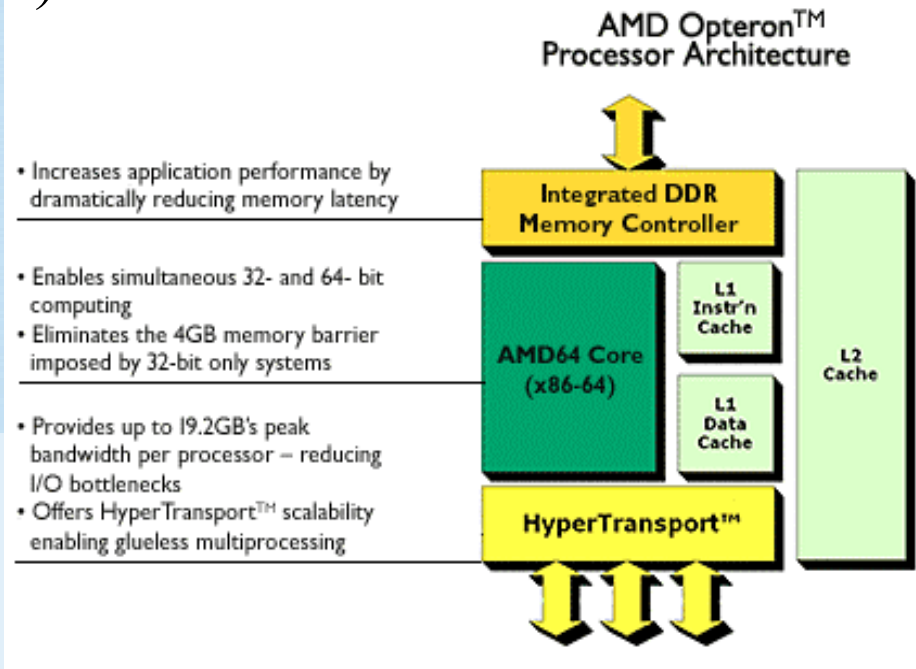 )
AMD Opteron™
Processor Architecture
• Increases application performance by
dramatically reducing memory latency
• Enables simultaneous 32- and 64- bit
computing
• Eliminates the 4GB memory barrier
imposed by 32-bit only systems
• Provides up to 19.2GB's peak
bandwidth per processor – reducing
I/O bottlenecks
• Offers HyperTransport™ scalability
enabling glueless multiprocessing
Integrated DDR
Memory Controller
AMD64 Core
(x86-64)
L1
Instr'n
Cache
L1
Data
Cache
HyperTransport™
L2
Cache